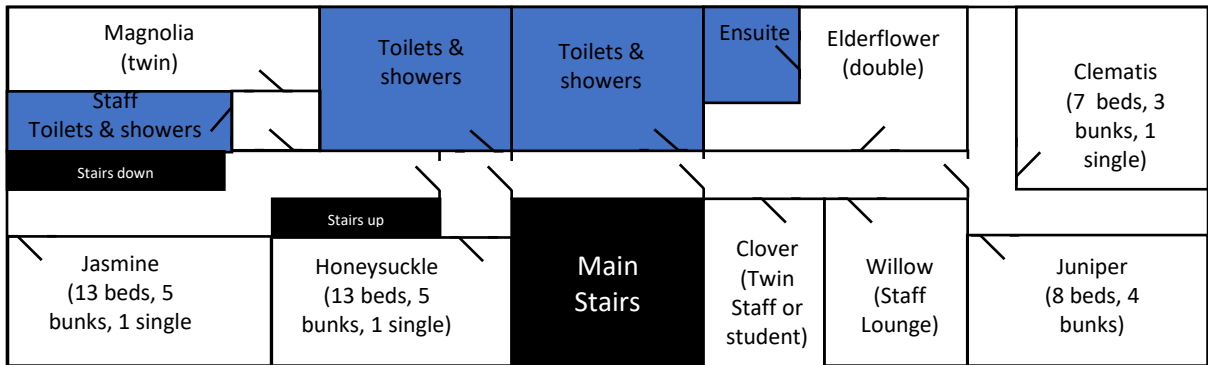 Magnolia
(twin)
Toilets &
showers
Toilets &
showers
Ensuite
Elderflower
(double)
Clematis
(7 beds, 3
bunks, 1
single)
Staff
Toilets & showers
Stairs down
Stairs up
Jasmine
(13 beds, 5
bunks, 1 single
Honeysuckle
(13 beds, 5
bunks, 1 single)
Main
Stairs
Clover
(Twin
Staff or
student)
Willow
(Staff
Lounge)
Juniper
(8 beds, 4
bunks)